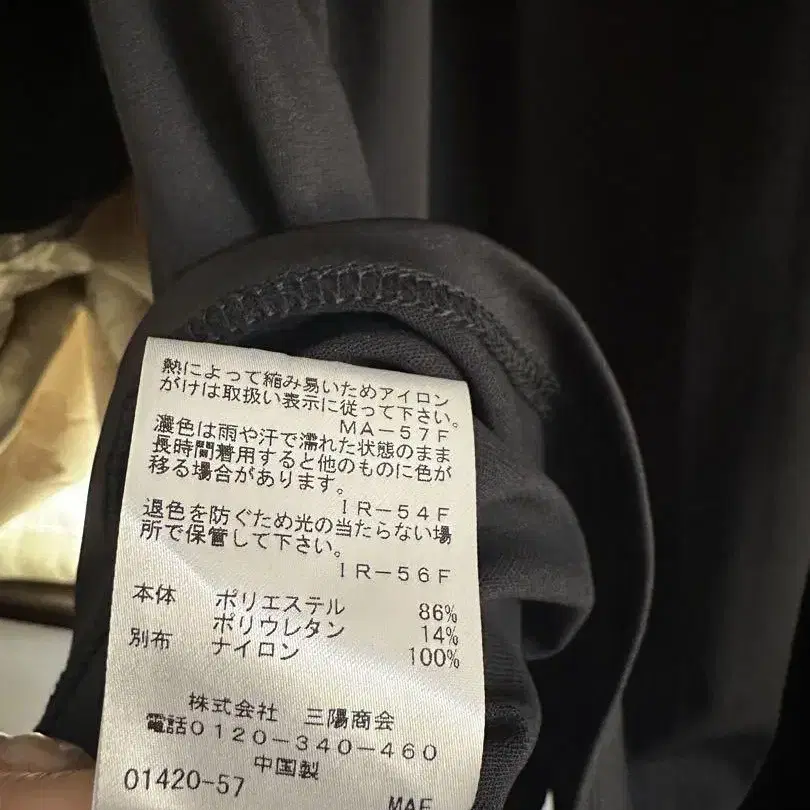 熱によって縮み易いためアイロン
がけは取扱い表示に従って下さい。
MA-57F
濃色は雨や汗で濡れた状態のまま
長時間着用すると他のものに色が
移る場合があります。
IR-54F
退色を防ぐため光の当たらない場
所で保管して下さい。
IR-56F
本体 ポリエステル 86%
ポリウレタン 14%
別布 ナイロン 100%
株式会社 三陽商会
電話0120-340-460
中国製
01420-57